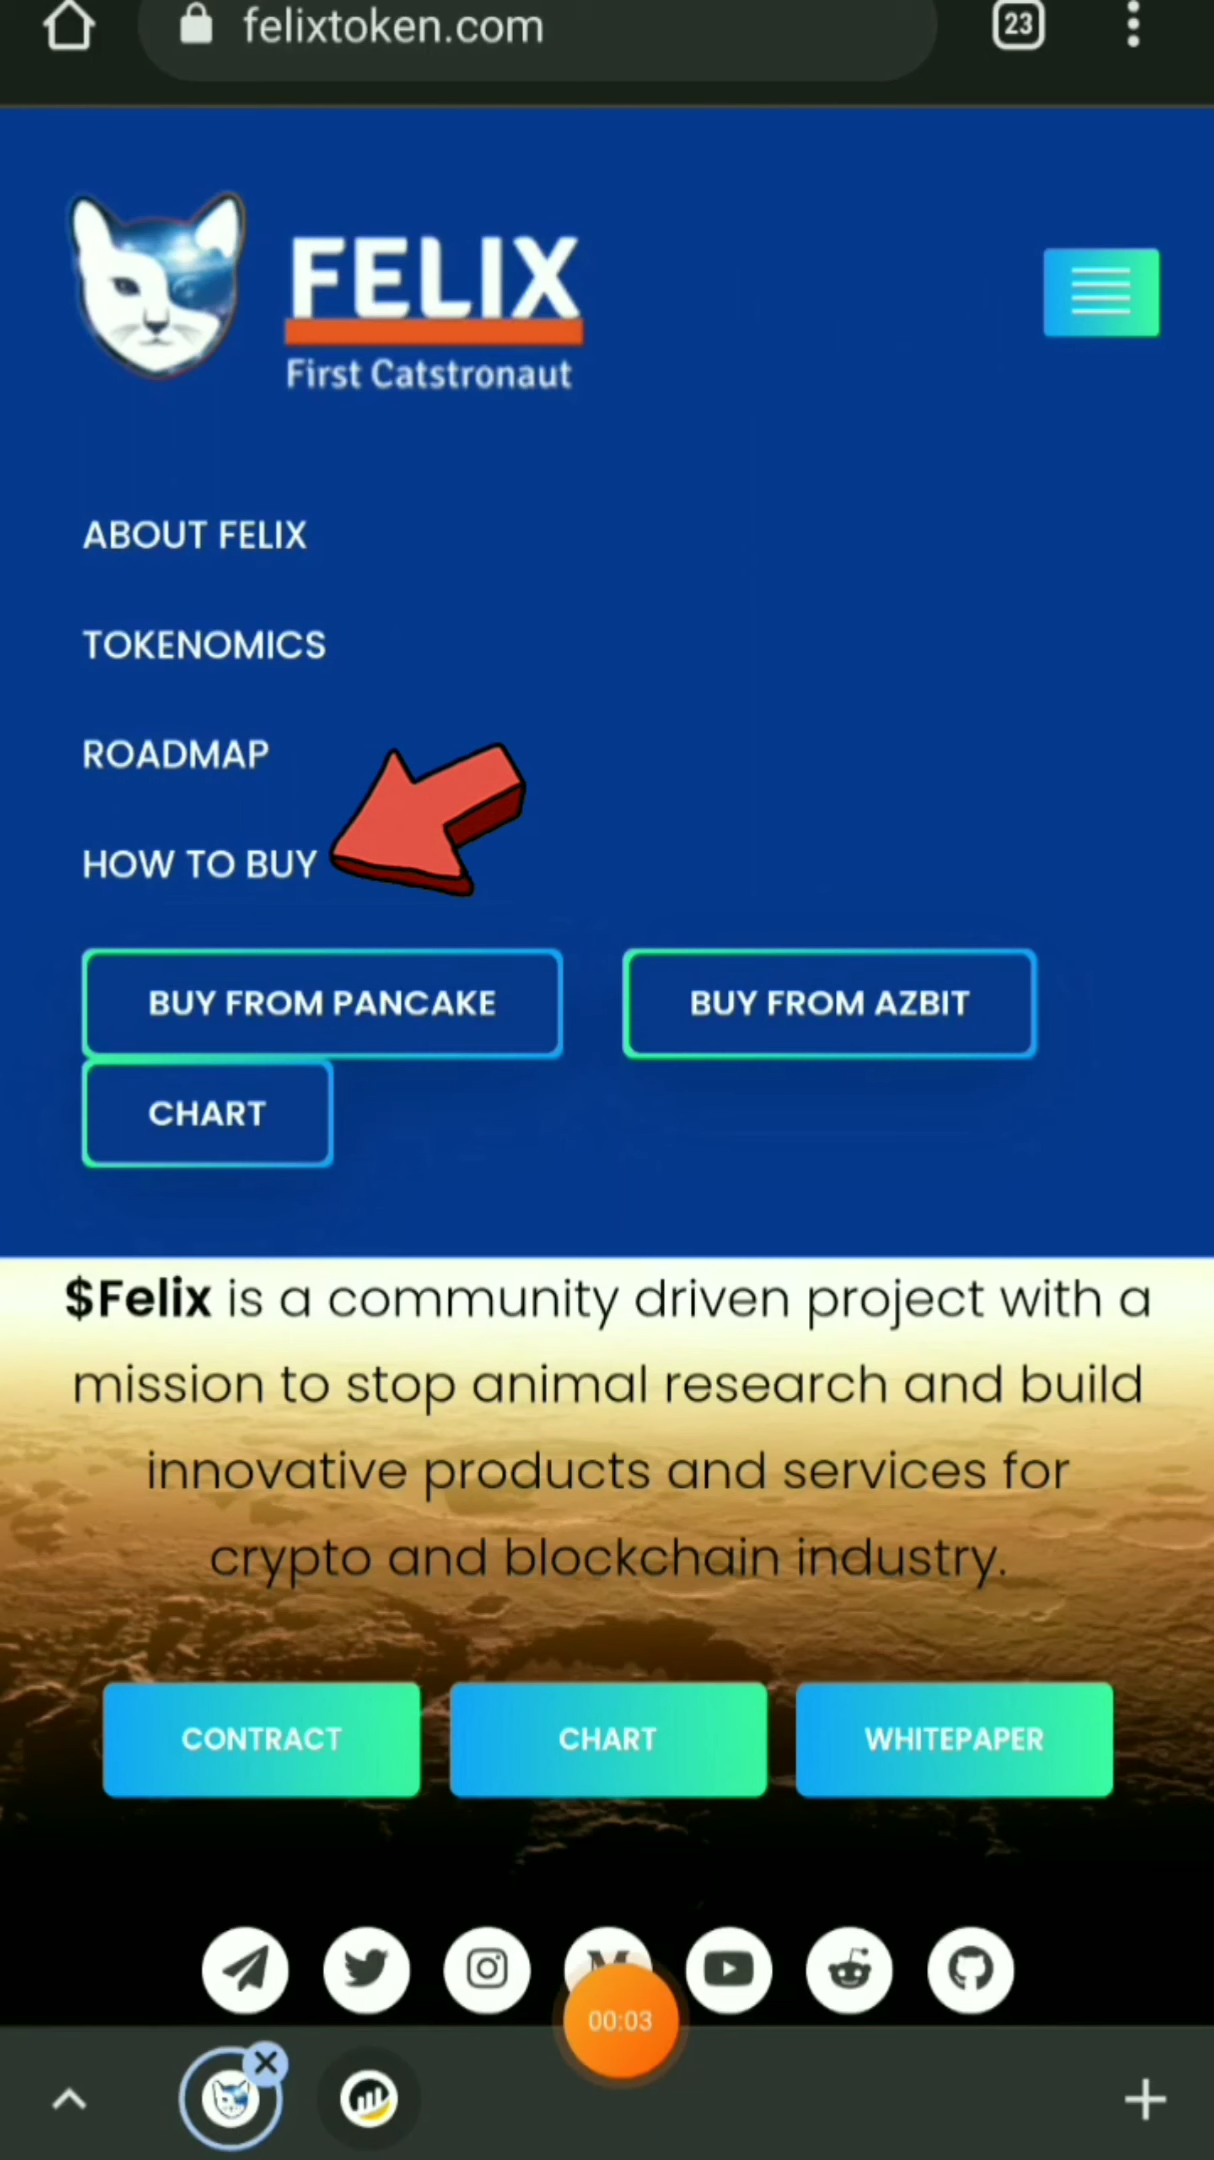 felixtoken.com
23
FELIX
First Catstronaut
ABOUT FELIX
TOKENOMICS
ROADMAP
HOW TO BUY
BUY FROM PANCAKE
BUY FROM AZBIT
CHART
$Felix is a community driven project with a
mission to stop animal research and build
innovative products and services for
crypto and blockchain industry.
CONTRACT
CHART
WHITEPAPER
00:03